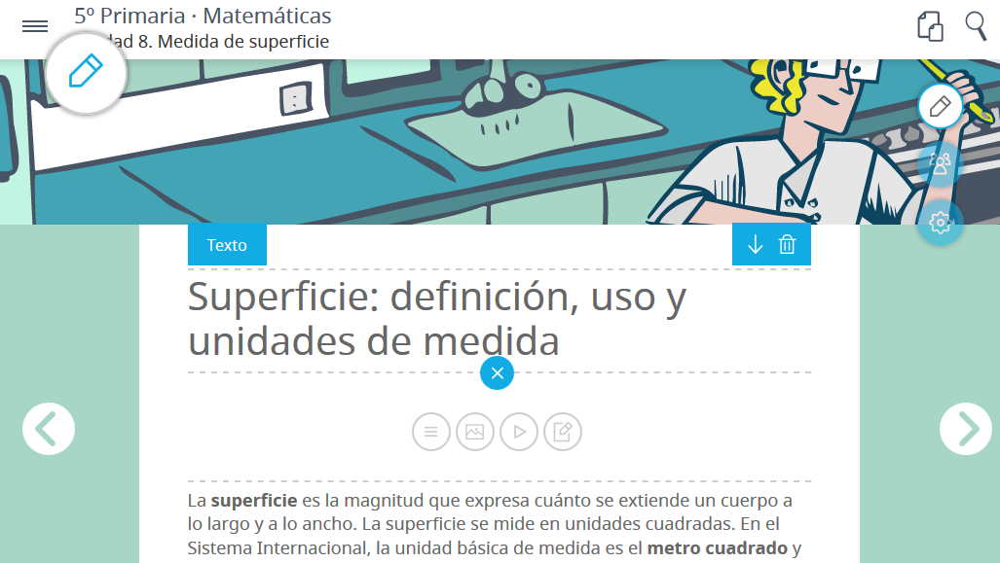 5º Primaria · Matemáticas
dad 8. Medida de superficie
Texto
Superficie: definición, uso y
unidades de medida
La superficie es la magnitud que expresa cuánto se extiende un cuerpo a
lo largo y a lo ancho. La superficie se mide en unidades cuadradas. En el
Sistema Internacional, la unidad básica de medida es el metro cuadrado y